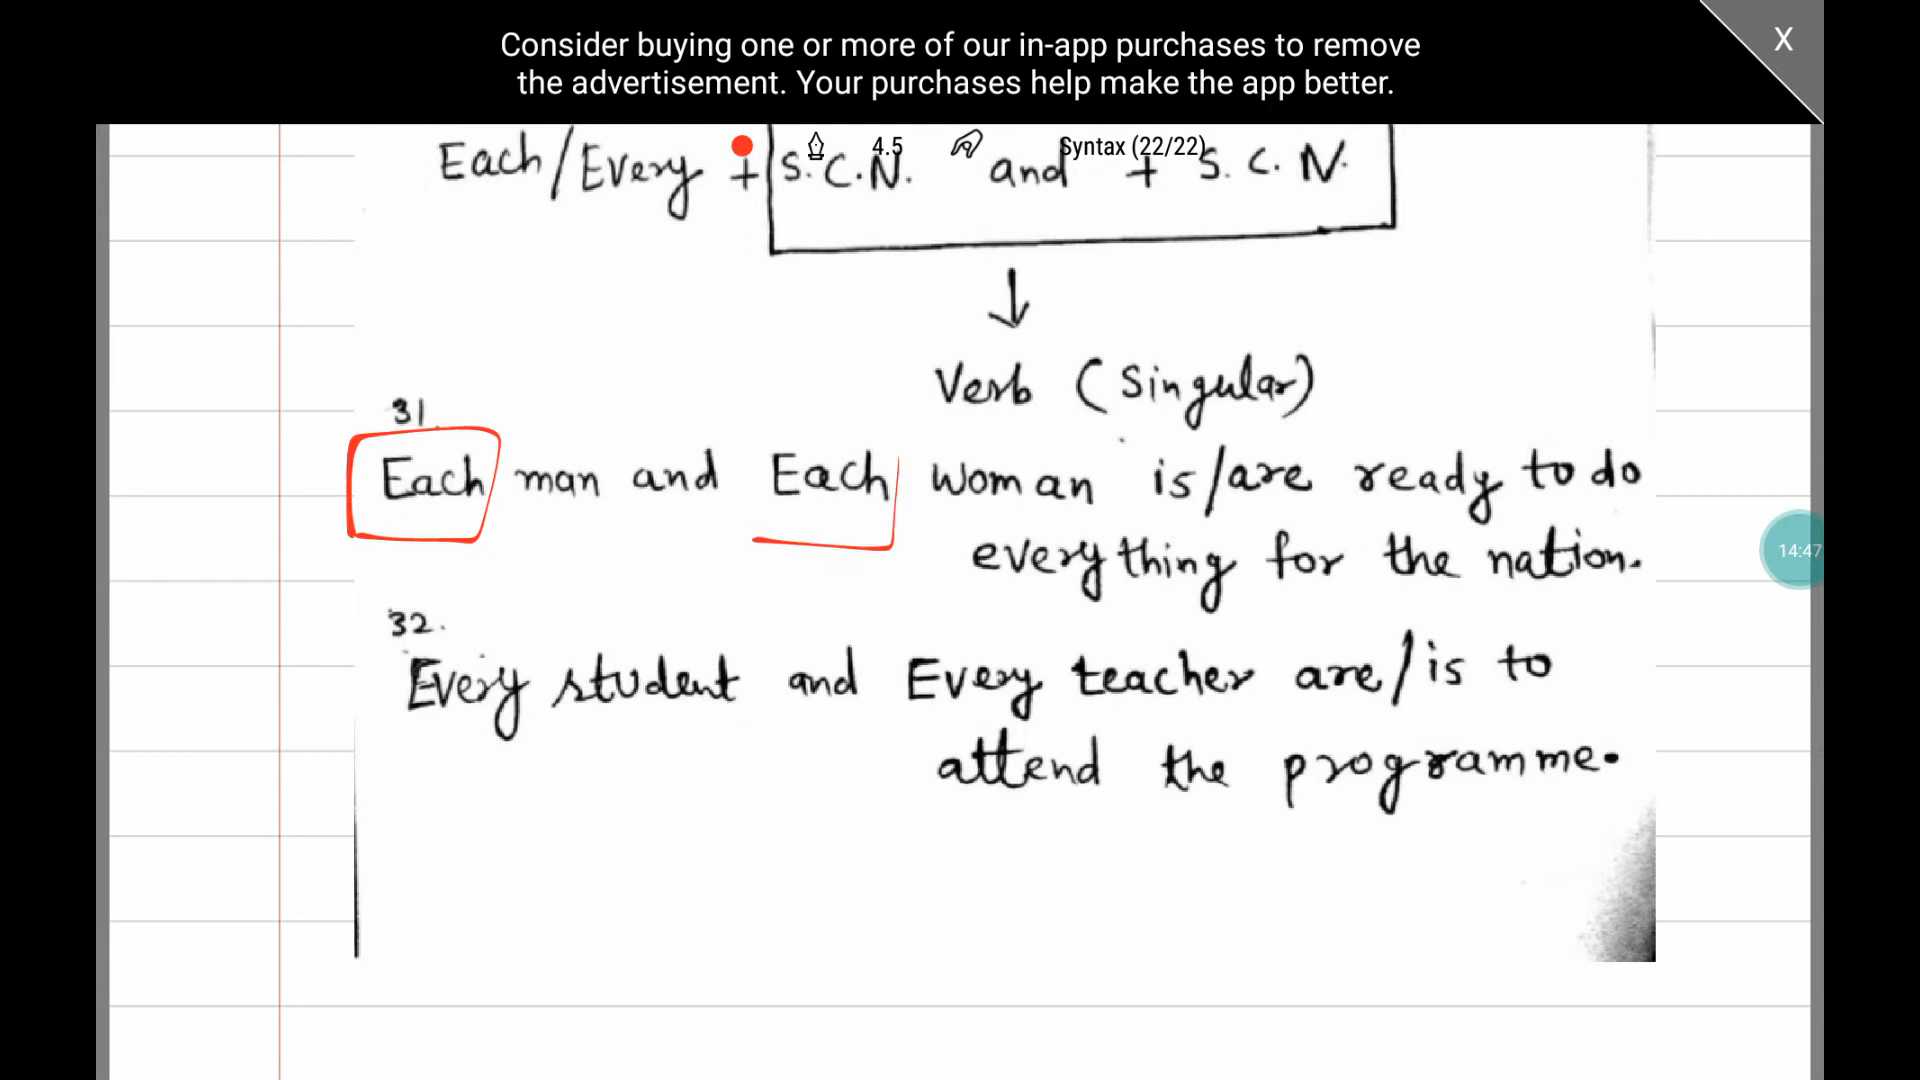 Consider buying one or more of our in-app purchases to remove
the advertisement. Your purchases help make the app better.
X
4.5 Syntax (22/22)
Each/Every + S.C.N. and + S. C. N.
Verb (Singular)
31
Each man and Each woman is/are ready to do
everything for the nation.
14:47
32.
Every student and Every teacher are/is to
attend the programme.